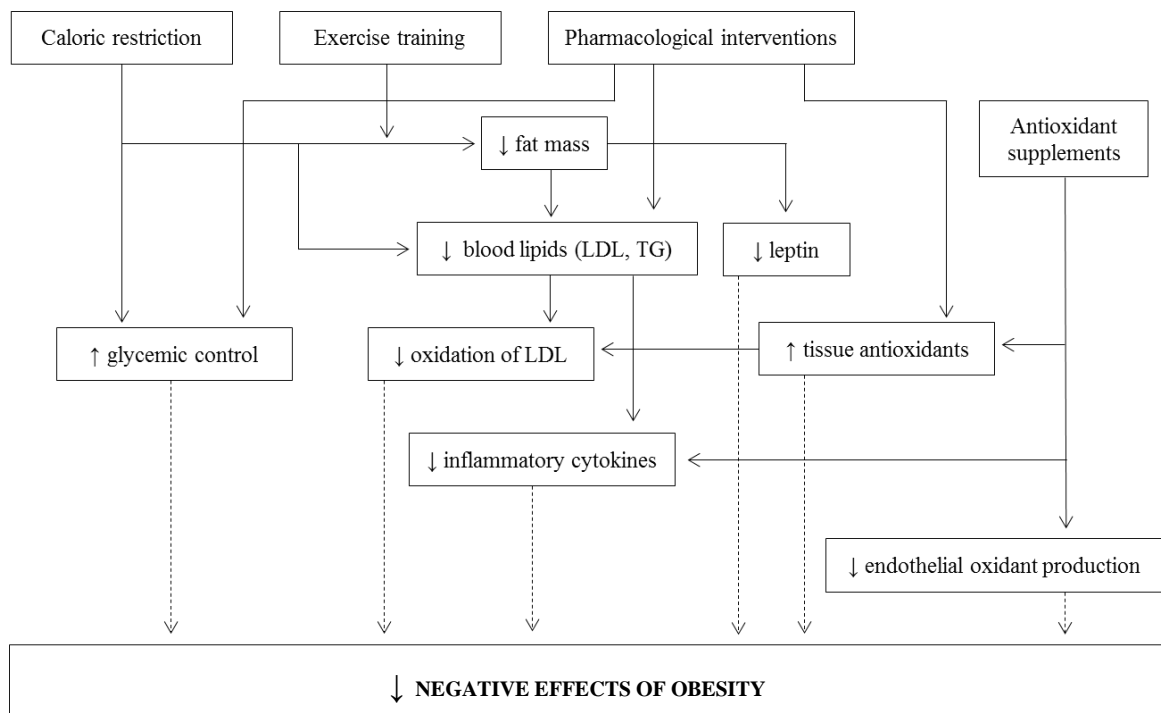 Caloric restriction
Exercise training
Pharmacological interventions
Antioxidant
supplements
↓ fat mass
↓ blood lipids (LDL, TG)
↓ leptin
↑ glycemic control
↓ oxidation of LDL
↑ tissue antioxidants
↓ inflammatory cytokines
↓ endothelial oxidant production
↓ NEGATIVE EFFECTS OF OBESITY